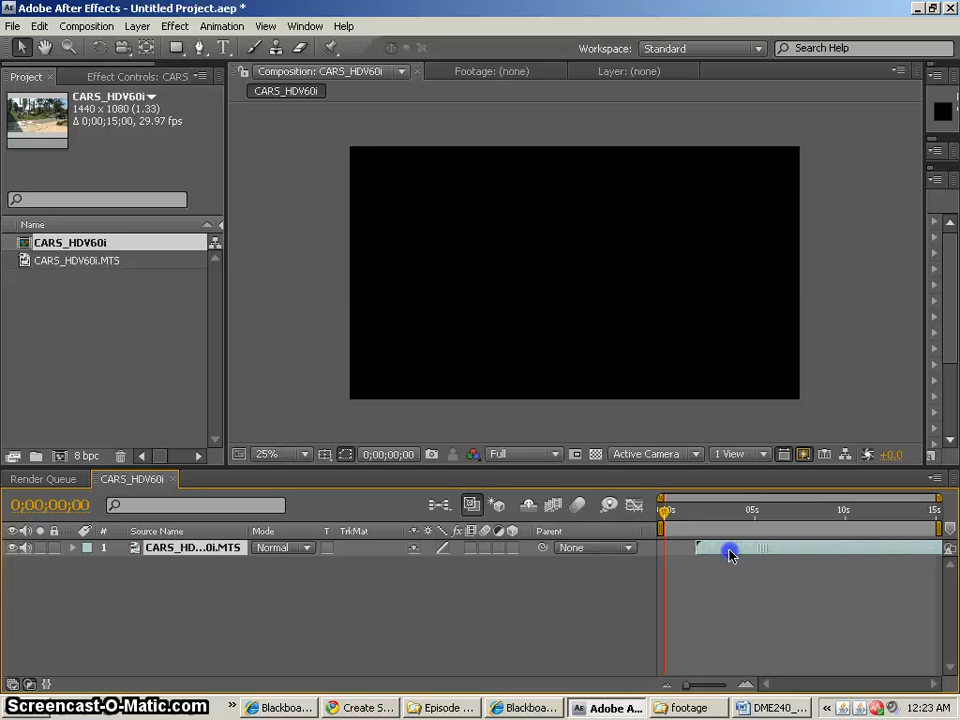 Adobe After Effects - Untitled Project.aep *
File Edit Composition Layer Effect Animation View Window Help
Workspace: Standard Search Help
Project Effect Controls: CARS Composition: CARS_HDV60i Footage: (none) Layer: (none)
CARS_HDV60i
CARS_HDV60i
1440 x 1080 (1.33)
Δ 0;00;15;00, 29.97 fps
Name
CARS_HDV60i
CARS_HDV60i.MTS
8 bpc 25% 0;00;00;00 Full Active Camera 1 View +0.0
Render Queue CARS_HDV60i
0;00;00;00
05s 10s 15s
# Source Name Mode T TrkMat Parent
1 CARS_HD...0i.MTS Normal None
Screencast-O-Matic.com Blackboa... Create S... Episode ... Blackboa... Adobe A... footage DME240_... 12:23 AM